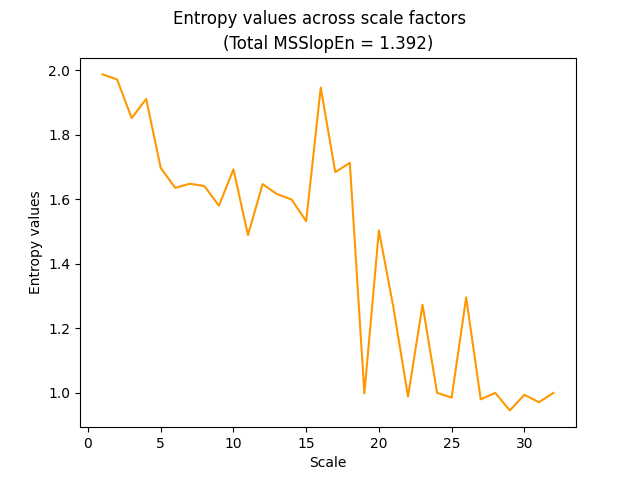 Entropy values across scale factors
(Total MSSlopEn = 1.392)
2.0
1.8
1.6
1.4
1.2
1.0
Entropy values
0 5 10 15 20 25 30
Scale